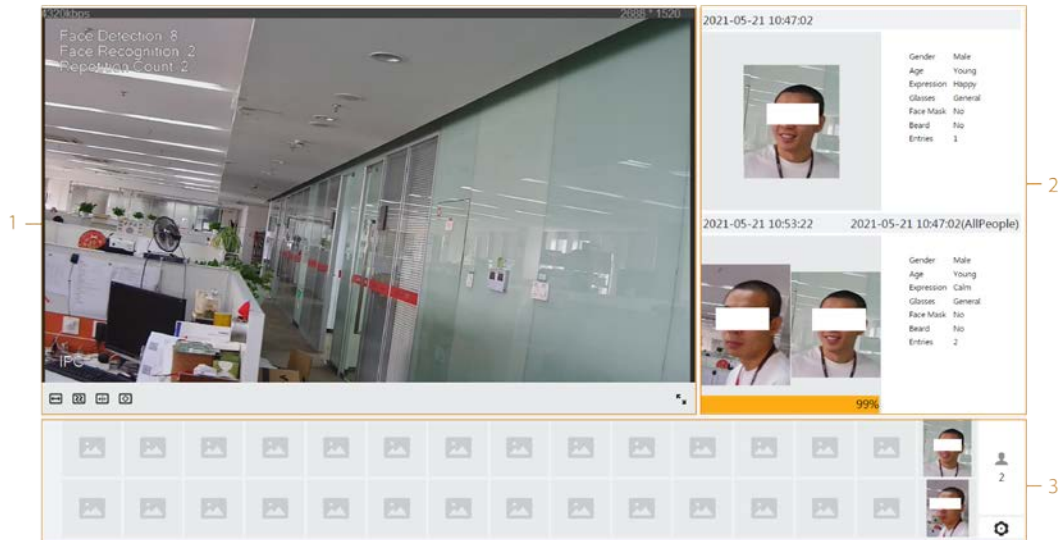 4320kbps
2688 * 1520
Face Detection 8
Face Recognition 2
Repetition Count 2
IPC
1
2021-05-21 10:47:02
Gender Male
Age Young
Expression Happy
Glasses General
Face Mask No
Beard No
Entries 1
2
2021-05-21 10:53:22 2021-05-21 10:47:02(AllPeople)
Gender Male
Age Young
Expression Calm
Glasses General
Face Mask No
Beard No
Entries 2
99%
2
3